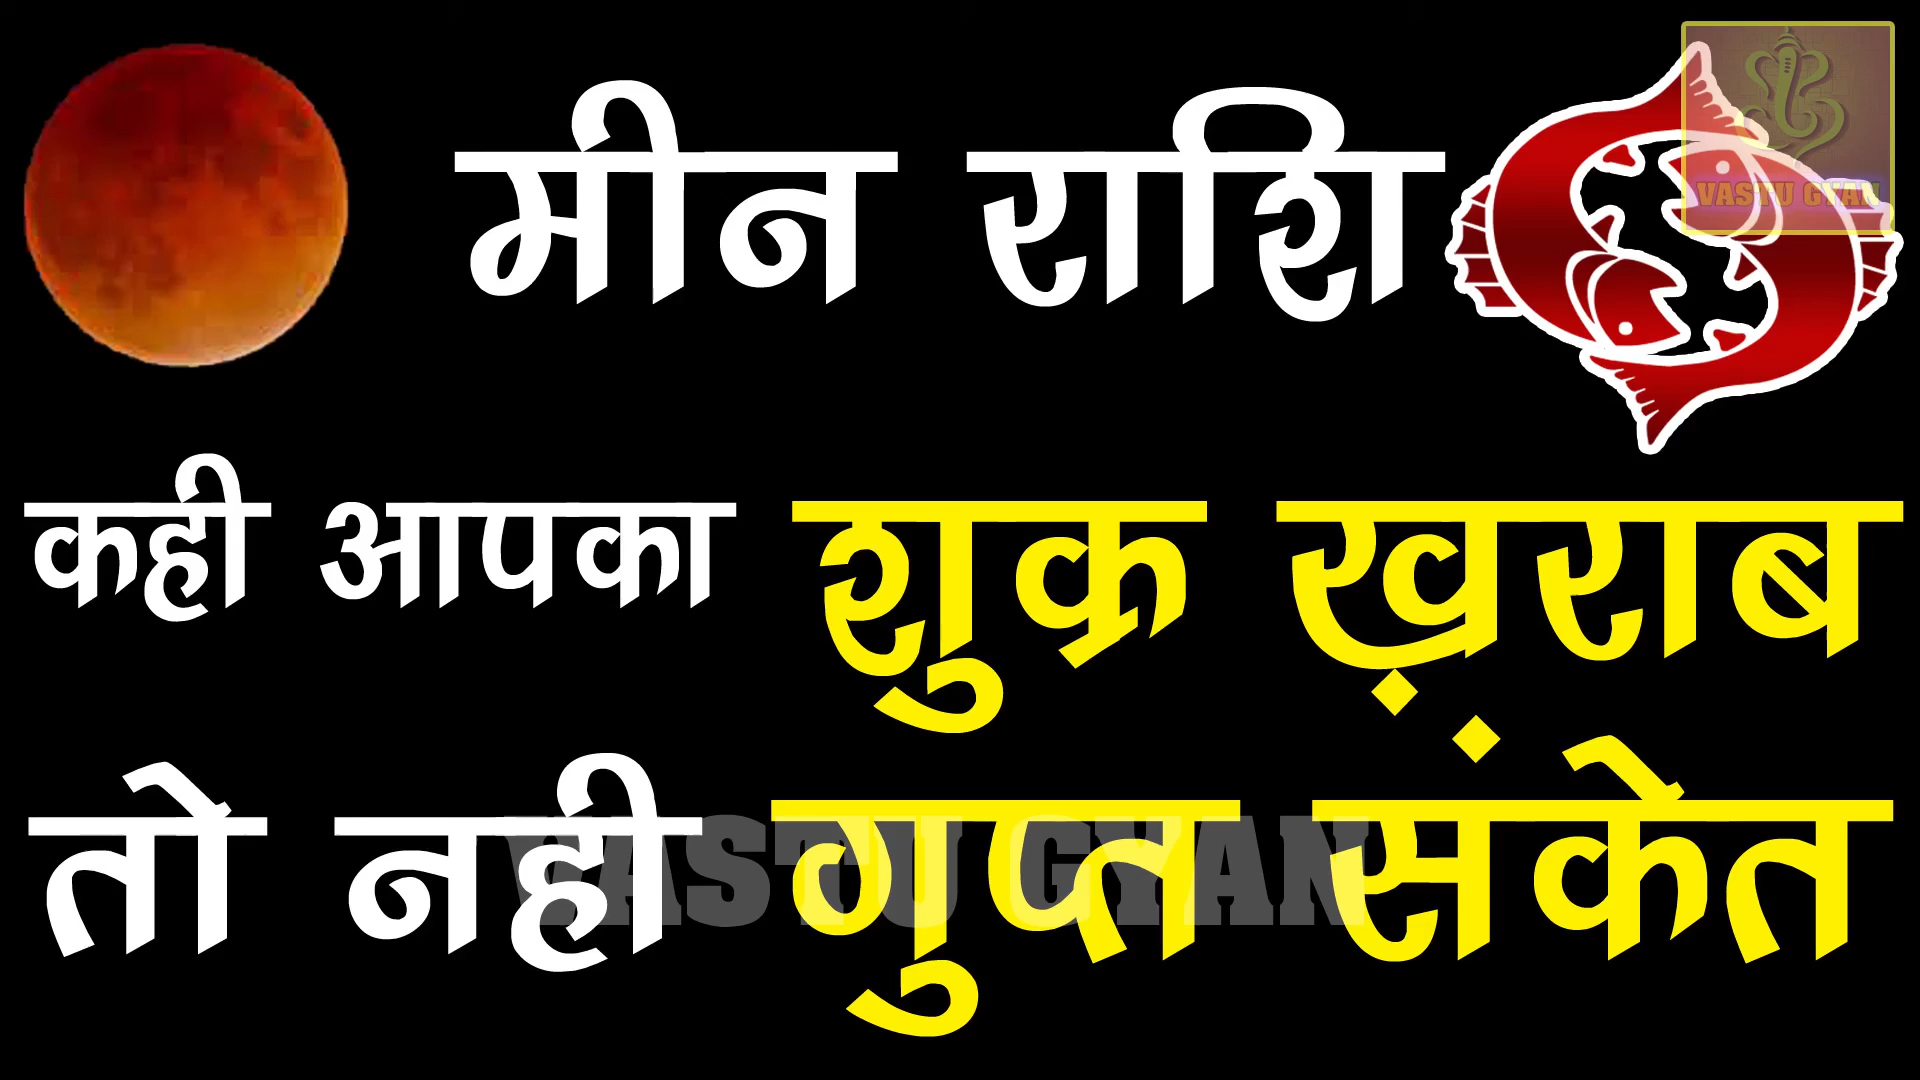 मीन राशि
VASTU GYAN
कही आपका शुक्र ख़राब
तो नही गुप्त संकेत
VASTU GYAN